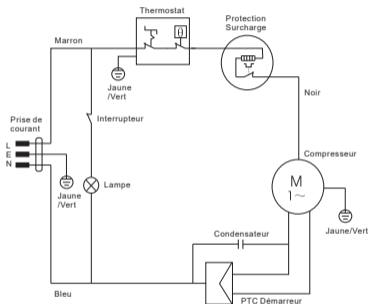 Thermostat
Protection
Surcharge
Marron
Jaune
/Vert
Noir
Prise de
courant
Interrupteur
L
E
N
Compresseur
M
1~
Jaune
/Vert
Lampe
Jaune/Vert
Condensateur
Bleu
PTC Démarreur